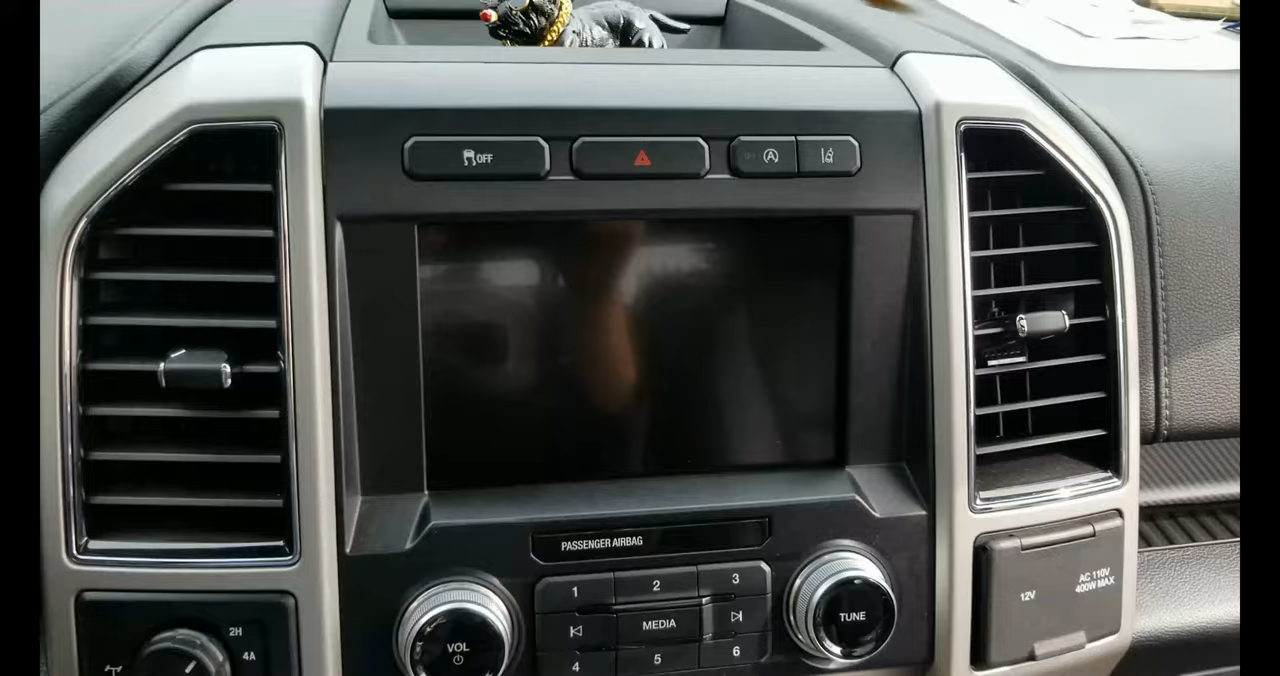 OFF
A
PASSENGER AIRBAG
1 2 3
MEDIA
4 5 6
VOL
TUNE
2H
4A
12V
AC 110V
400W MAX